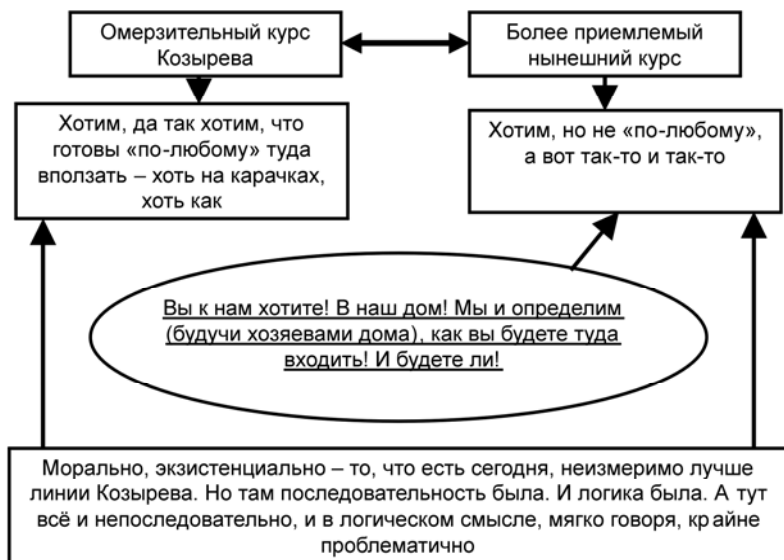 Омерзительный курс
Козырева
Более приемлемый
нынешний курс
Хотим, да так хотим, что
готовы «по-любому» туда
вползать – хоть на карачках,
хоть как
Хотим, но не «по-любому»,
а вот так-то и так-то
Вы к нам хотите! В наш дом! Мы и определим
(будучи хозяевами дома), как вы будете туда
входить! И будете ли!
Морально, экзистенциально – то, что есть сегодня, неизмеримо лучше
линии Козырева. Но там последовательность была. И логика была. А тут
всё и непоследовательно, и в логическом смысле, мягко говоря, крайне
проблематично